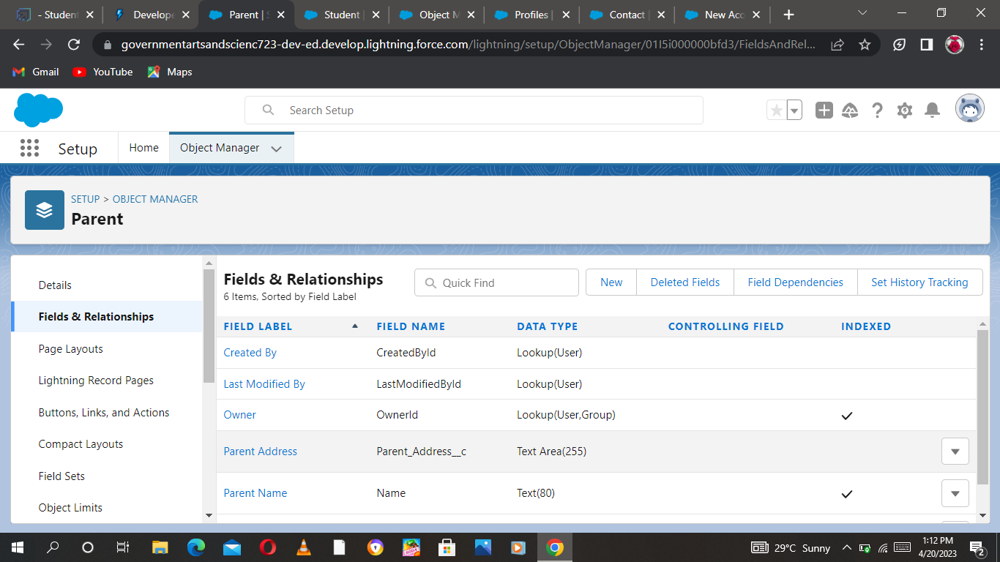 - Student
Develope
Parent | S
Student |
Object M
Profiles |
Contact |
New Acc
governmentartsandscienc723-dev-ed.develop.lightning.force.com/lightning/setup/ObjectManager/01I5i000000bfd3/FieldsAndRel...
Gmail YouTube Maps
Search Setup
Setup Home Object Manager
SETUP > OBJECT MANAGER
Parent
Details
Fields & Relationships
Page Layouts
Lightning Record Pages
Buttons, Links, and Actions
Compact Layouts
Field Sets
Object Limits
Fields & Relationships
6 Items, Sorted by Field Label
Quick Find
New Deleted Fields Field Dependencies Set History Tracking
FIELD LABEL FIELD NAME DATA TYPE CONTROLLING FIELD INDEXED
Created By CreatedById Lookup(User)
Last Modified By LastModifiedById Lookup(User)
Owner OwnerId Lookup(User,Group)
Parent Address Parent_Address__c Text Area(255)
Parent Name Name Text(80)
29°C Sunny
1:12 PM
4/20/2023
2